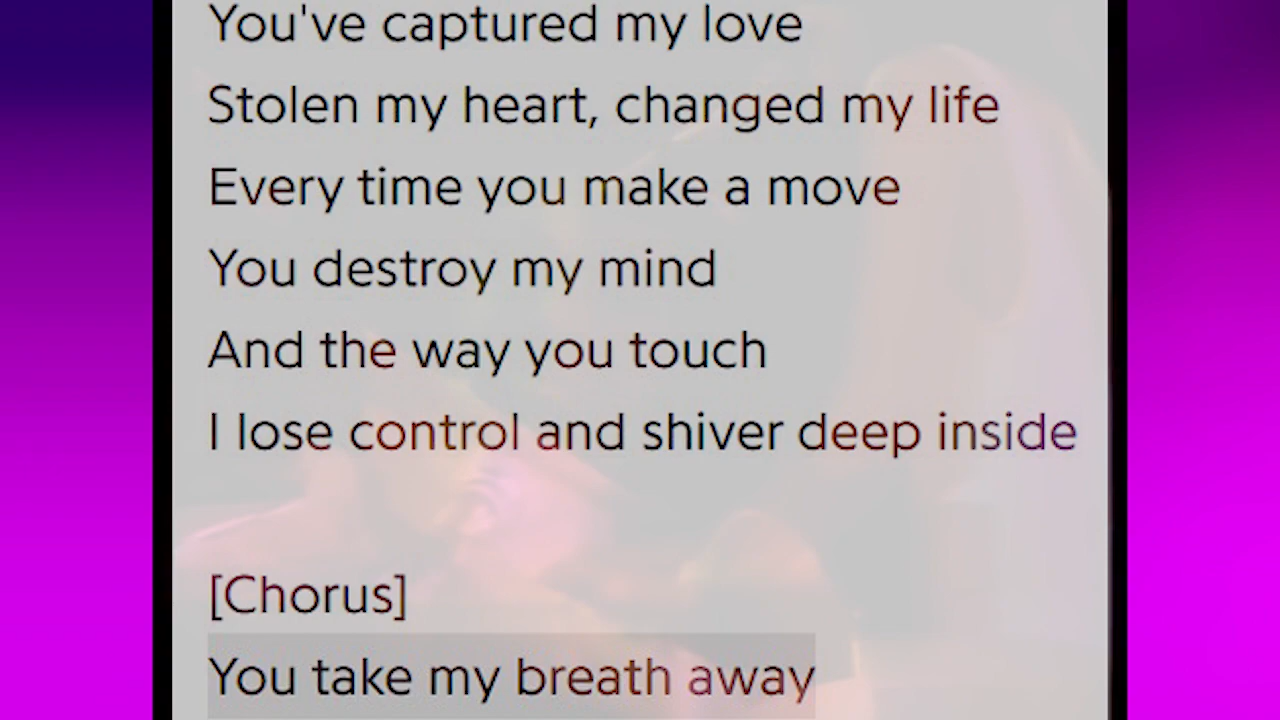 You've captured my love
Stolen my heart, changed my life
Every time you make a move
You destroy my mind
And the way you touch
I lose control and shiver deep inside
[Chorus]
You take my breath away